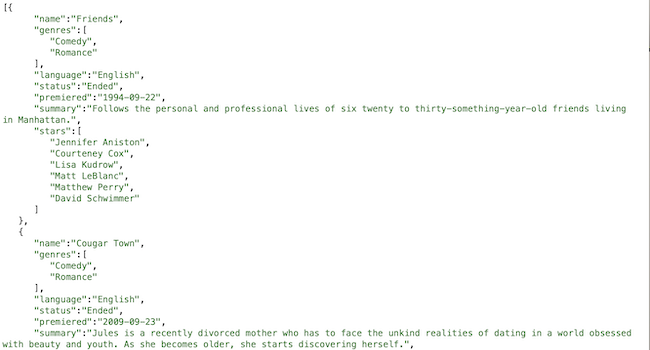 [{
"name":"Friends",
"genres":[
"Comedy",
"Romance"
],
"language":"English",
"status":"Ended",
"premiered":"1994-09-22",
"summary":"Follows the personal and professional lives of six twenty to thirty-something-year-old friends living
in Manhattan.",
"stars":[
"Jennifer Aniston",
"Courteney Cox",
"Lisa Kudrow",
"Matt LeBlanc",
"Matthew Perry",
"David Schwimmer"
]
},
{
"name":"Cougar Town",
"genres":[
"Comedy",
"Romance"
],
"language":"English",
"status":"Ended",
"premiered":"2009-09-23",
"summary":"Jules is a recently divorced mother who has to face the unkind realities of dating in a world obsessed
with beauty and youth. As she becomes older, she starts discovering herself.",